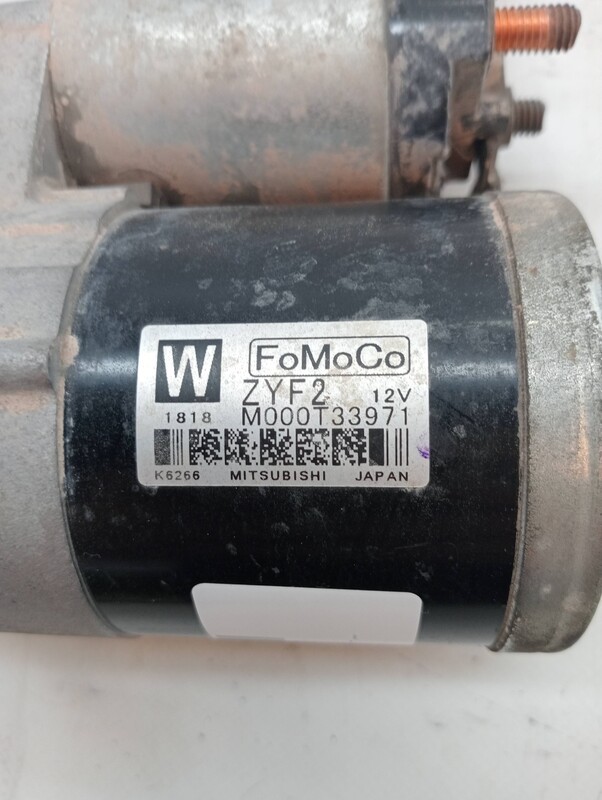 W FoMoCo
ZYF2 12V
1818 M000T33971
K6266 MITSUBISHI JAPAN